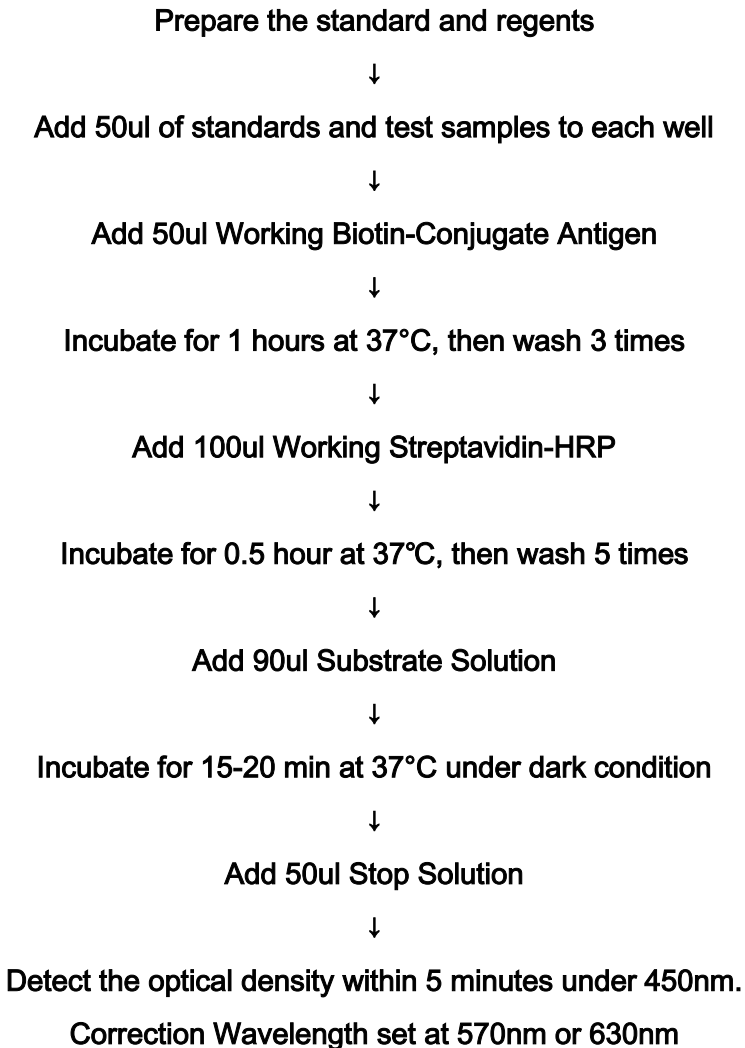 Prepare the standard and regents
↓
Add 50ul of standards and test samples to each well
↓
Add 50ul Working Biotin-Conjugate Antigen
↓
Incubate for 1 hours at 37°C, then wash 3 times
↓
Add 100ul Working Streptavidin-HRP
↓
Incubate for 0.5 hour at 37℃, then wash 5 times
↓
Add 90ul Substrate Solution
↓
Incubate for 15-20 min at 37°C under dark condition
↓
Add 50ul Stop Solution
↓
Detect the optical density within 5 minutes under 450nm.
Correction Wavelength set at 570nm or 630nm